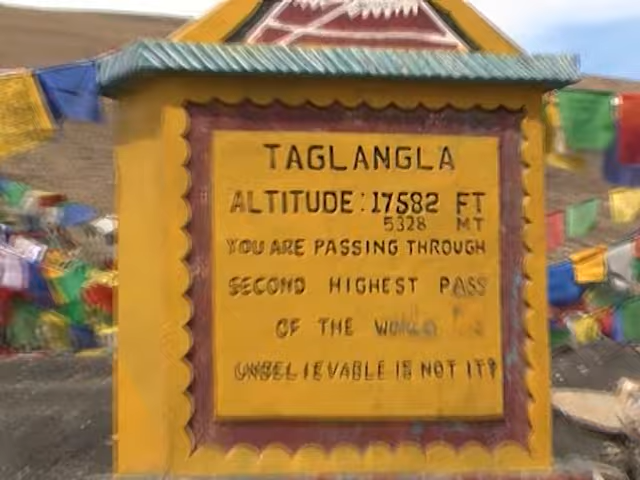 TAGLANGLA
ALTITUDE: 17582 FT
5328 MT
YOU ARE PASSING THROUGH
SECOND HIGHEST PASS
OF THE WORLD
UNBELIEVABLE IS NOT IT?